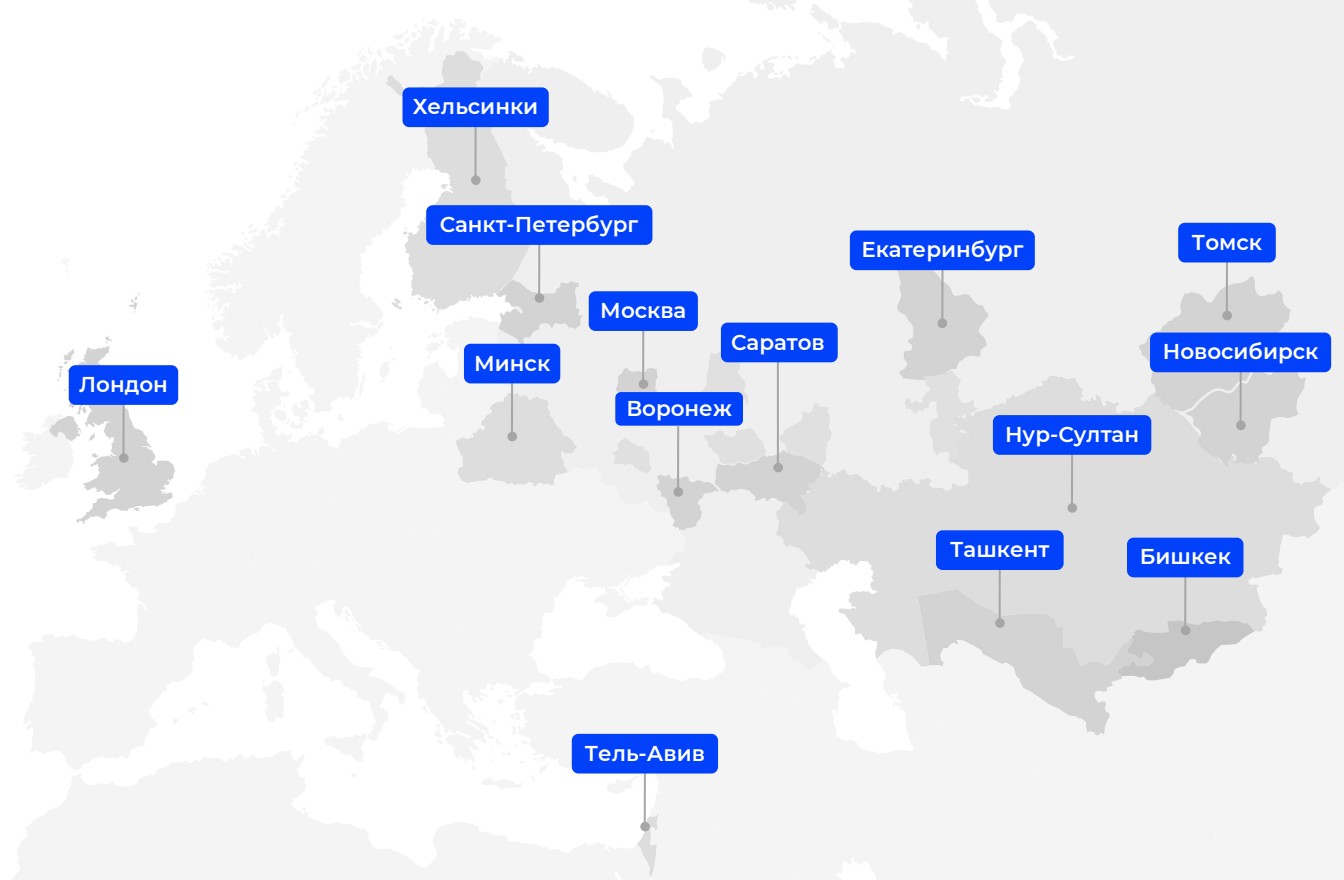 Хельсинки
Санкт-Петербург
Екатеринбург
Томск
Москва
Саратов
Минск
Новосибирск
Лондон
Воронеж
Нур-Султан
Ташкент
Бишкек
Тель-Авив